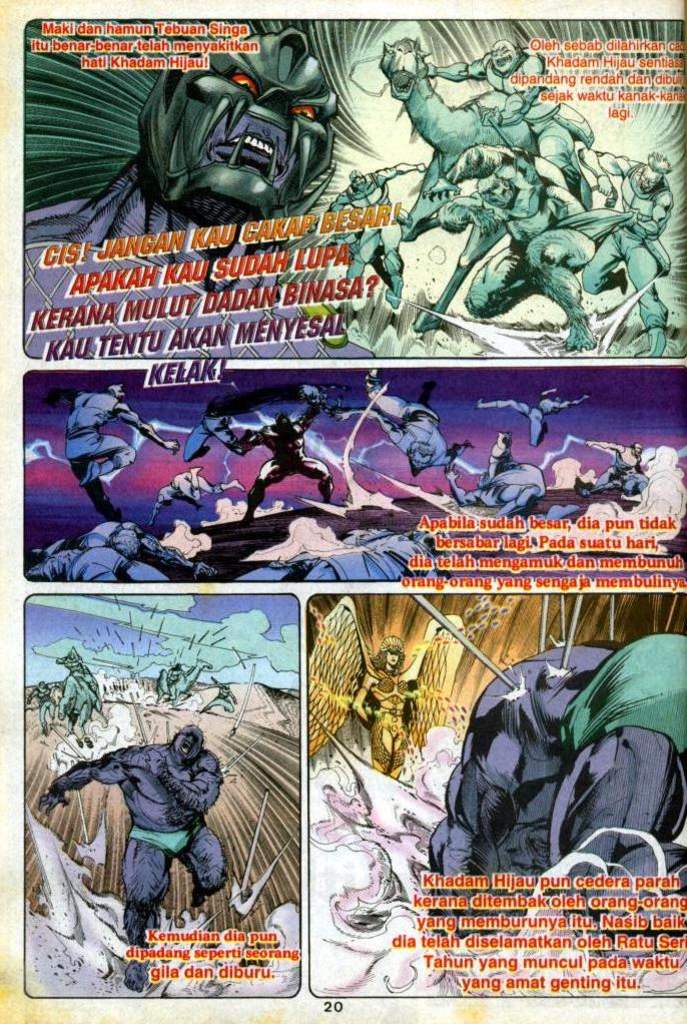 Maki dan hamun Tebuan Singa
itu benar-benar telah menyakitkan
hati Khadam Hijau!
Oleh sebab dilahirkan
Khadam Hijau sentiasa
dipandang rendah dan
sejak waktu kanak-kanak
lagi.
CIS! JANGAN KAU CAKAP BESAR!
APAKAH KAU SUDAH LUPA,
KERANA MULUT BADAN BINASA?
KAU TENTU AKAN MENYESAL
KELAK!
Apabila sudah besar, dia pun tidak
bersabar lagi. Pada suatu hari,
dia telah mengamuk dan membunuh
orang-orang yang sengaja membulinya.
Kemudian dia pun
dipadang seperti seorang
gila dan diburu.
Khadam Hijau pun cedera parah
kerana ditembak oleh orang-orang
yang memburunya itu. Nasib baik
dia telah diselamatkan oleh Ratu Seri
Tahun yang muncul pada waktu
yang amat genting itu.
20